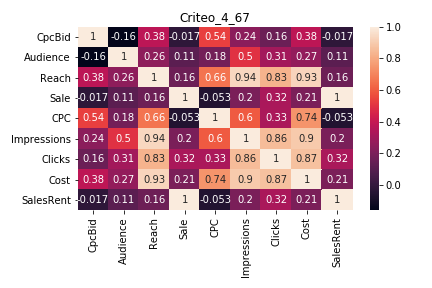 Criteo_4_67
CpcBid 1 -0.16 0.38 -0.017 0.54 0.24 0.16 0.38 -0.017
Audience -0.16 1 0.26 0.11 0.18 0.5 0.31 0.27 0.11
Reach 0.38 0.26 1 0.16 0.66 0.94 0.83 0.93 0.16
Sale -0.017 0.11 0.16 1 -0.053 0.2 0.32 0.21 1
CPC 0.54 0.18 0.66 -0.053 1 0.6 0.33 0.74 -0.053
Impressions 0.24 0.5 0.94 0.2 0.6 1 0.86 0.9 0.2
Clicks 0.16 0.31 0.83 0.32 0.33 0.86 1 0.87 0.32
Cost 0.38 0.27 0.93 0.21 0.74 0.9 0.87 1 0.21
SalesRent -0.017 0.11 0.16 1 -0.053 0.2 0.32 0.21 1
CpcBid Audience Reach Sale CPC Impressions Clicks Cost SalesRent
1.0
0.8
0.6
0.4
0.2
0.0